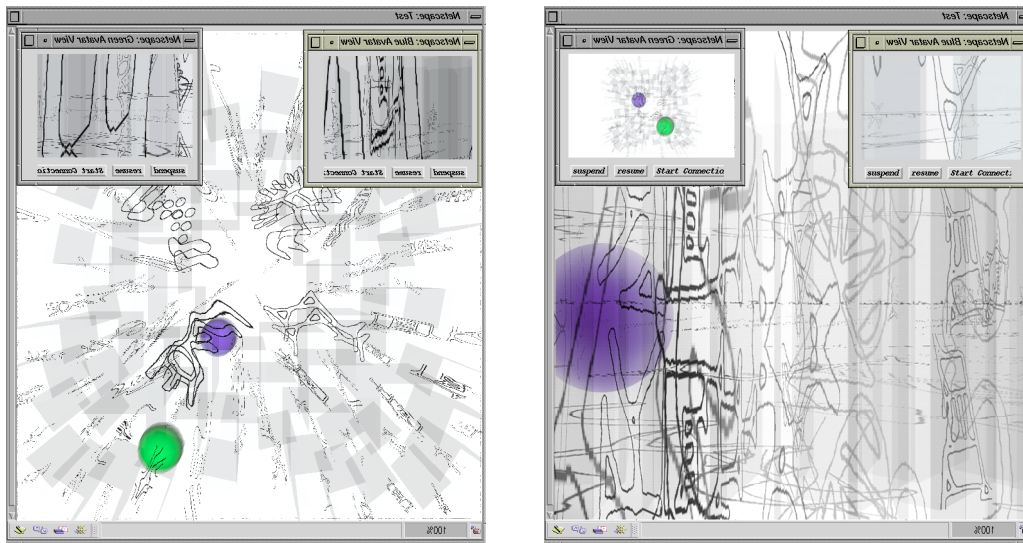 Netscape: Test
Netscape: Green Avatar View
Netscape: Blue Avatar View
suspend resume Start Connectio
suspend resume Start Connect:
100%
Netscape: Test
Netscape: Green Avatar View
Netscape: Blue Avatar View
suspend resume Start Connectio
suspend resume Start Connect:
100%